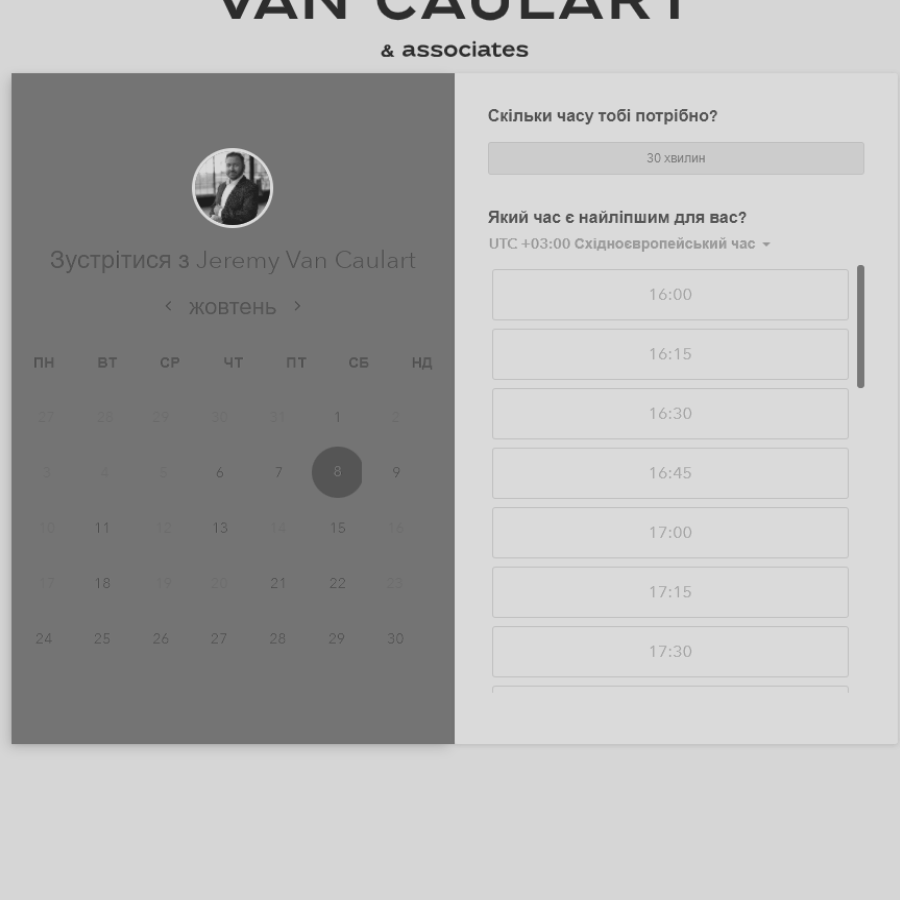 VAN CAULART
& associates
Зустрітися з Jeremy Van Caulart
жовтень
ПН ВТ СР ЧТ ПТ СБ НД
27 28 29 30 31 1 2
3 4 5 6 7 8 9
10 11 12 13 14 15 16
17 18 19 20 21 22 23
24 25 26 27 28 29 30
Скільки часу тобі потрібно?
30 хвилин
Який час є найліпшим для вас?
UTC +03:00 Східноєвропейський час
16:00
16:15
16:30
16:45
17:00
17:15
17:30